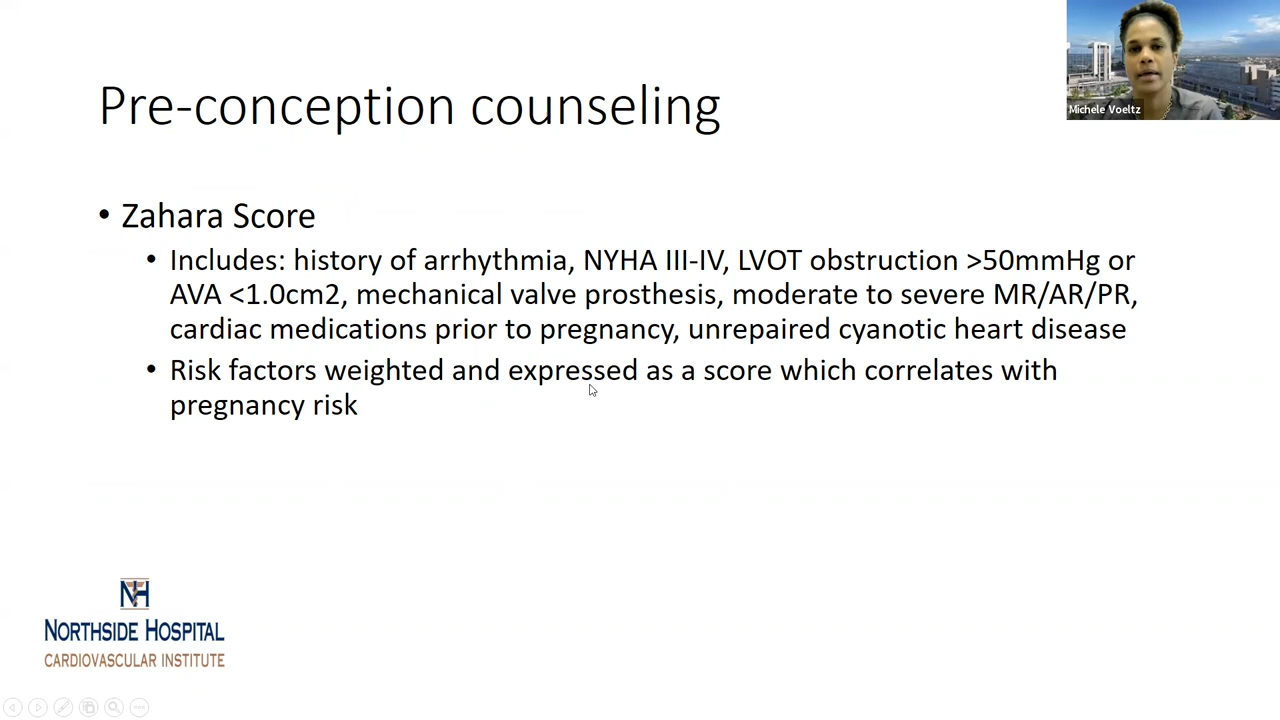 Pre-conception counseling
Michele Voeltz
• Zahara Score
• Includes: history of arrhythmia, NYHA III-IV, LVOT obstruction >50mmHg or
AVA <1.0cm2, mechanical valve prosthesis, moderate to severe MR/AR/PR,
cardiac medications prior to pregnancy, unrepaired cyanotic heart disease
• Risk factors weighted and expressed as a score which correlates with
pregnancy risk
NH
NORTHSIDE HOSPITAL
CARDIOVASCULAR INSTITUTE